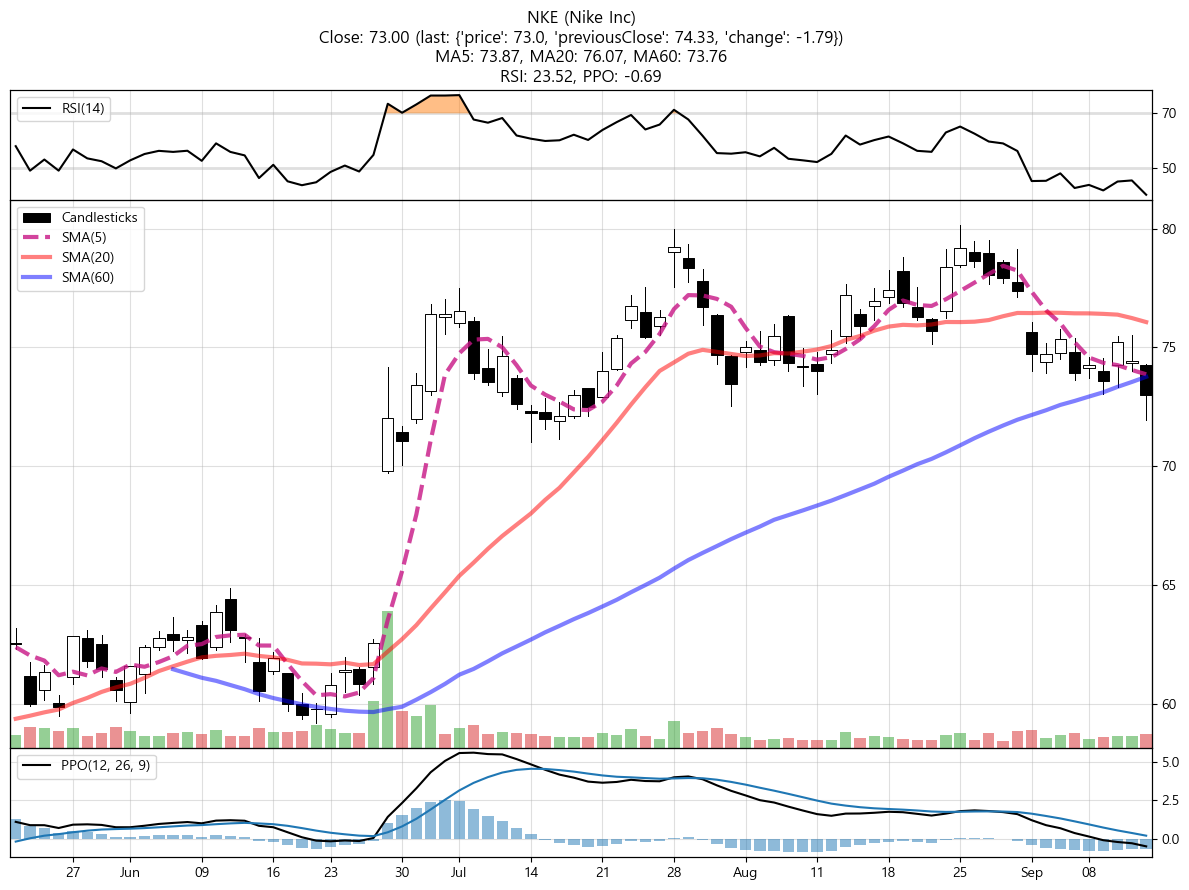 NKE (Nike Inc)
Close: 73.00 (last: {'price': 73.0, 'previousClose': 74.33, 'change': -1.79})
MA5: 73.87, MA20: 76.07, MA60: 73.76
RSI: 23.52, PPO: -0.69
RSI(14)
70
50
Candlesticks
SMA(5)
SMA(20)
SMA(60)
80
75
70
65
60
PPO(12, 26, 9)
5.0
2.5
0.0
27 Jun 09 16 23 30 Jul 14 21 28 Aug 11 18 25 Sep 08